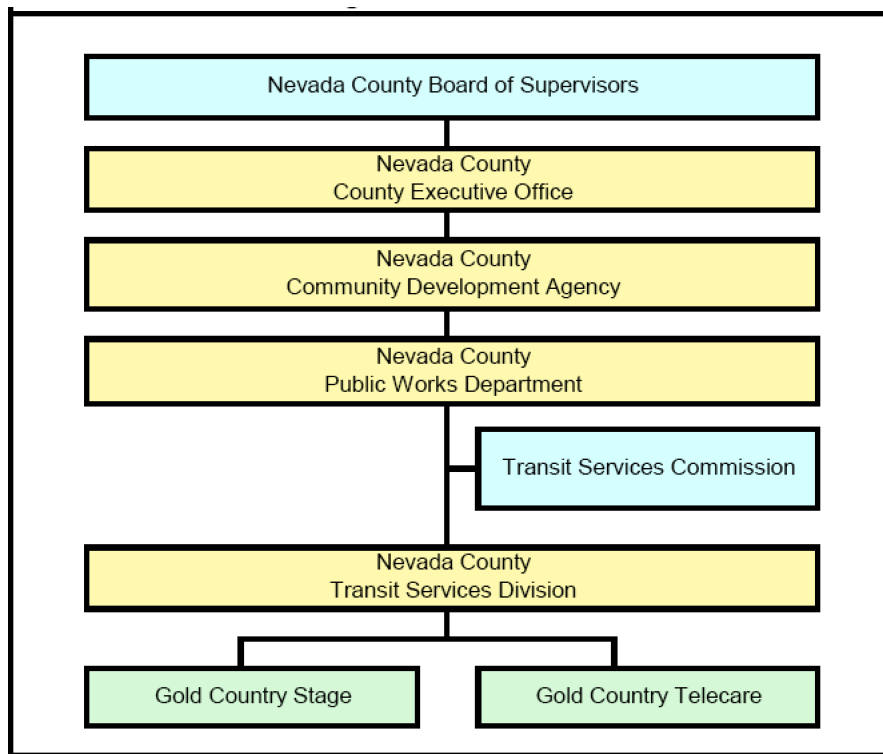 Nevada County Board of Supervisors
Nevada County
County Executive Office
Nevada County
Community Development Agency
Nevada County
Public Works Department
Transit Services Commission
Nevada County
Transit Services Division
Gold Country Stage
Gold Country Telecare